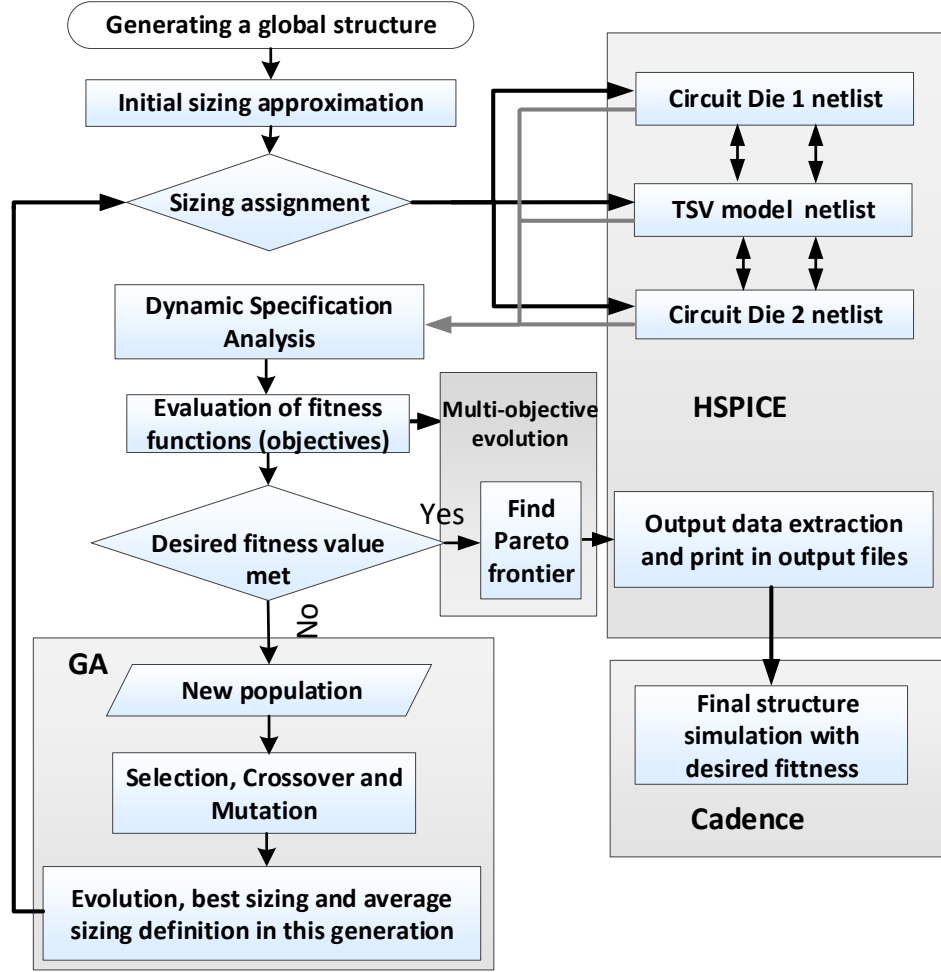 Generating a global structure
Initial sizing approximation
Sizing assignment
Circuit Die 1 netlist
TSV model netlist
Circuit Die 2 netlist
HSPICE
Dynamic Specification
Analysis
Evaluation of fitness
functions (objectives)
Multi-objective
evolution
Desired fitness value
met
Yes
Find
Pareto
frontier
Output data extraction
and print in output files
No
GA
New population
Selection, Crossover and
Mutation
Evolution, best sizing and average
sizing definition in this generation
Final structure
simulation with
desired fittness
Cadence